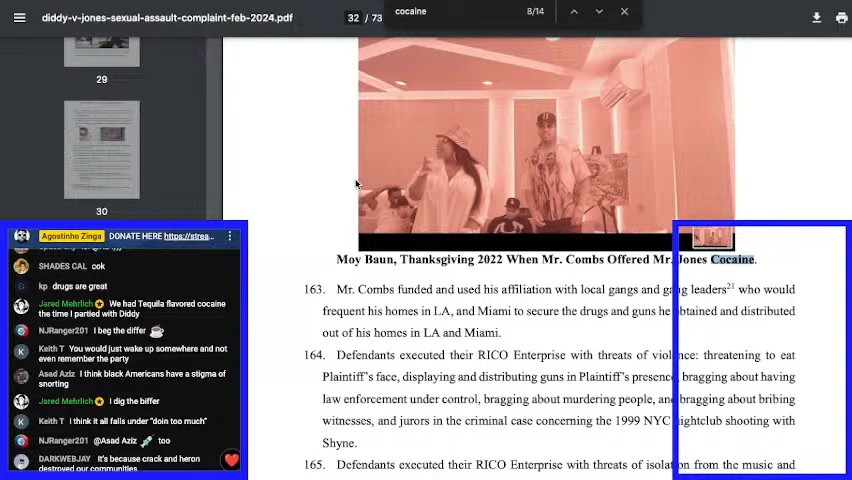 diddy-v-jones-sexual-assault-complaint-feb-2024.pdf
32 / 73
cocaine
8/14
29
30
Moy Baun, Thanksgiving 2022 When Mr. Combs Offered Mr. Jones Cocaine.
163. Mr. Combs funded and used his affiliation with local gangs and gang leaders21 who would
frequent his homes in LA, and Miami to secure the drugs and guns he obtained and distributed
out of his homes in LA and Miami.
164. Defendants executed their RICO Enterprise with threats of violence: threatening to eat
Plaintiff's face, displaying and distributing guns in Plaintiff's presence, bragging about having
law enforcement under control, bragging about murdering people, and bragging about bribing
witnesses, and jurors in the criminal case concerning the 1999 NYC nightclub shooting with
Shyne.
165. Defendants executed their RICO Enterprise with threats of isolation from the music and
Agostinho Zinga DONATE HERE https://strea...
SHADES CAL cok
kp drugs are great
Jared Mehrlich We had Tequila flavored cocaine
the time I partied with Diddy
NJRanger201 I beg the differ
Keith T You would just wake up somewhere and not
even remember the party
Asad Aziz I think black Americans have a stigma of
snorting
Jared Mehrlich I dig the biffer
Keith T I think it all falls under "doin too much"
NJRanger201 @Asad Aziz too
DARKWEBJAY It's because crack and heron
destroyed our communities